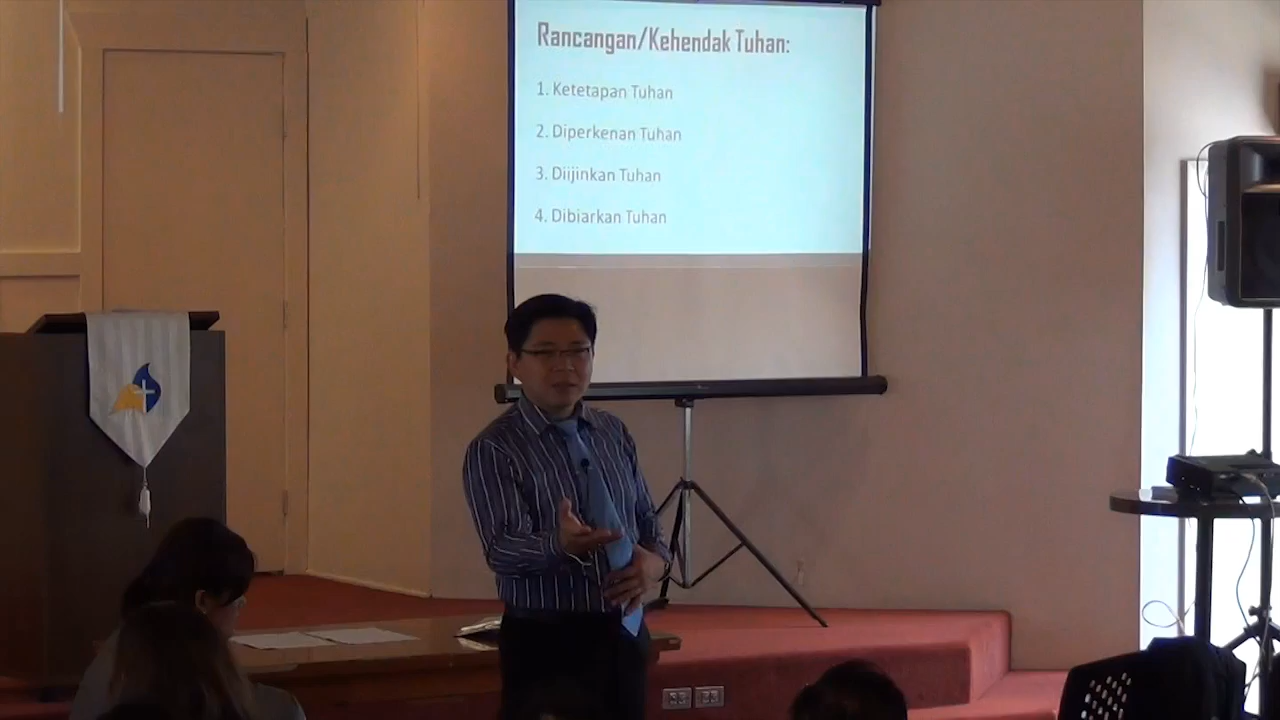 Rancangan/Kehendak Tuhan:
1. Ketetapan Tuhan
2. Diperkenan Tuhan
3. Diijinkan Tuhan
4. Dibiarkan Tuhan